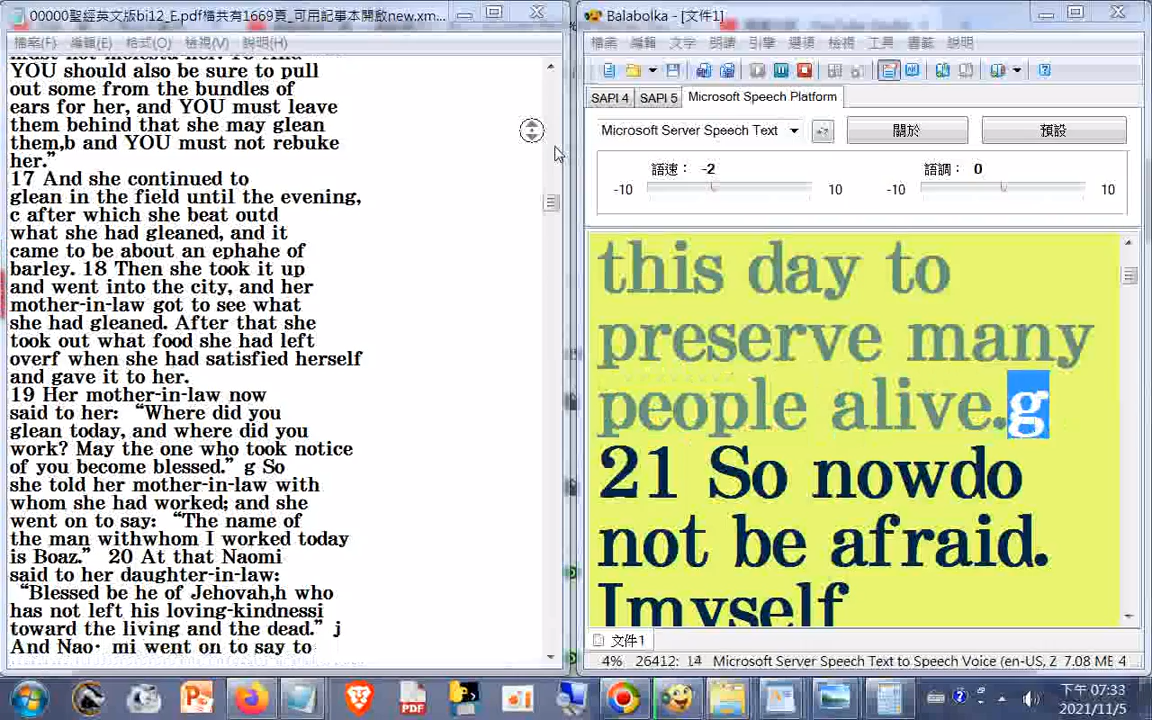 00000聖經英文版bi12_E.pdf檔共有1669頁_可用記事本開啟new.xm...
檔案(F) 編輯(E) 格式(O) 檢視(V) 說明(H)
YOU should also be sure to pull
out some from the bundles of
ears for her, and YOU must leave
them behind that she may glean
them,b and YOU must not rebuke
her.”
17 And she continued to
glean in the field until the evening,
c after which she beat outd
what she had gleaned, and it
came to be about an ephahe of
barley. 18 Then she took it up
and went into the city, and her
mother-in-law got to see what
she had gleaned. After that she
took out what food she had left
overf when she had satisfied herself
and gave it to her.
19 Her mother-in-law now
said to her: “Where did you
glean today, and where did you
work? May the one who took notice
of you become blessed.” g So
she told her mother-in-law with
whom she had worked; and she
went on to say: “The name of
the man withwhom I worked today
is Boaz.” 20 At that Naomi
said to her daughter-in-law:
“Blessed be he of Jehovah,h who
has not left his loving-kindnessi
toward the living and the dead.” j
And Nao· mi went on to say to
Balabolka - [文件1]
檔案 編輯 文字 朗讀 引擎 選項 檢視 工具 書籤 說明
SAPI 4 SAPI 5 Microsoft Speech Platform
Microsoft Server Speech Text
關於 預設
語速： -2 語調： 0
-10 10 -10 10
this day to
preserve many
people alive.g
21 So nowdo
not be afraid.
Imyself
文件1
4% 26412: 14 Microsoft Server Speech Text to Speech Voice (en-US, Z 7.08 MB 4
下午 07:33
2021/11/5